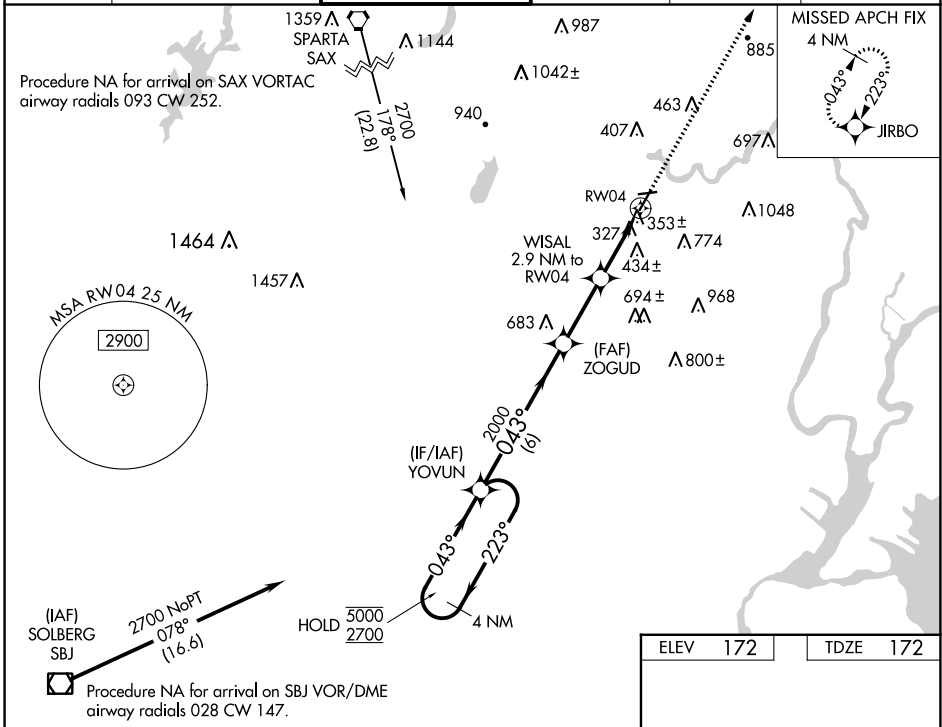 1359
SPARTA
SAX
1144
987
1042±
885
MISSED APCH FIX
4 NM
043°
223°
JIRBO
Procedure NA for arrival on SAX VORTAC
airway radials 093 CW 252.
2700
178°
(22.8)
940
463
407
697
RW04
1048
353±
327
774
434±
1464
1457
WISAL
2.9 NM to
RW04
694±
968
683
(FAF)
ZOGUD
800±
MSA RW04 25 NM
2900
2000
043°
(6)
(IF/IAF)
YOVUN
043°
223°
HOLD
5000
2700
4 NM
(IAF)
SOLBERG
SBJ
2700 NoPT
078°
(16.6)
Procedure NA for arrival on SBJ VOR/DME
airway radials 028 CW 147.
ELEV 172
TDZE 172